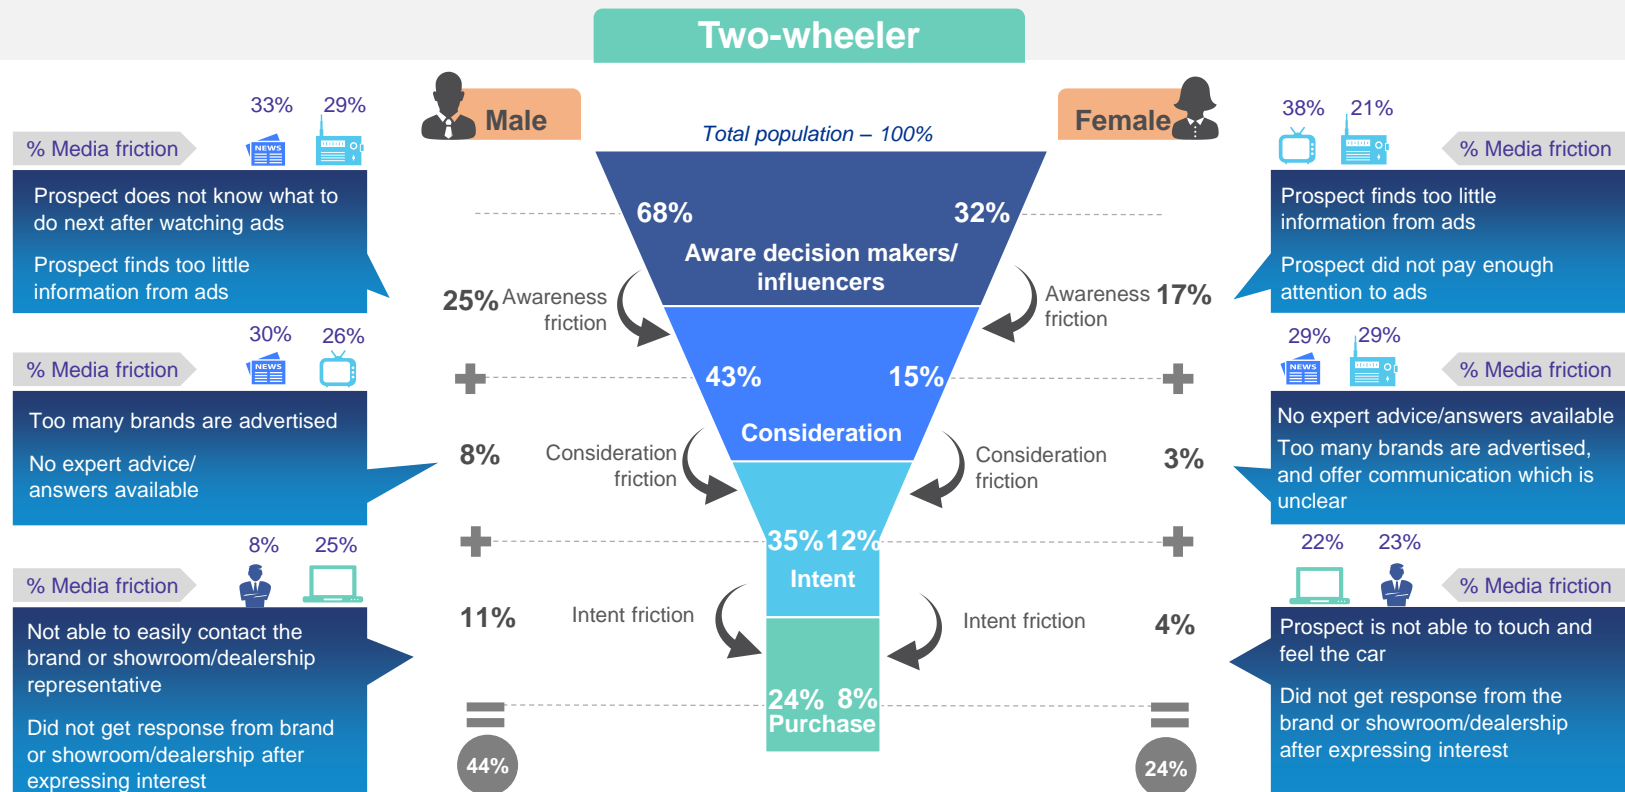 Two-wheeler
Male
Female
Total population – 100%
33% 29%
% Media friction
NEWS
Prospect does not know what to
do next after watching ads
Prospect finds too little
information from ads
30% 26%
% Media friction
NEWS
Too many brands are advertised
No expert advice/
answers available
8% 25%
% Media friction
Not able to easily contact the
brand or showroom/dealership
representative
Did not get response from brand
or showroom/dealership after
expressing interest
68% 32%
Aware decision makers/
influencers
25% Awareness
friction
Awareness 17%
friction
43% 15%
Consideration
8% Consideration
friction
Consideration 3%
friction
35% 12%
Intent
11% Intent friction
Intent friction 4%
24% 8%
Purchase
44%
24%
38% 21%
% Media friction
Prospect finds too little
information from ads
Prospect did not pay enough
attention to ads
29% 29%
% Media friction
NEWS
No expert advice/answers available
Too many brands are advertised,
and offer communication which is
unclear
22% 23%
% Media friction
Prospect is not able to touch and
feel the car
Did not get response from the
brand or showroom/dealership
after expressing interest